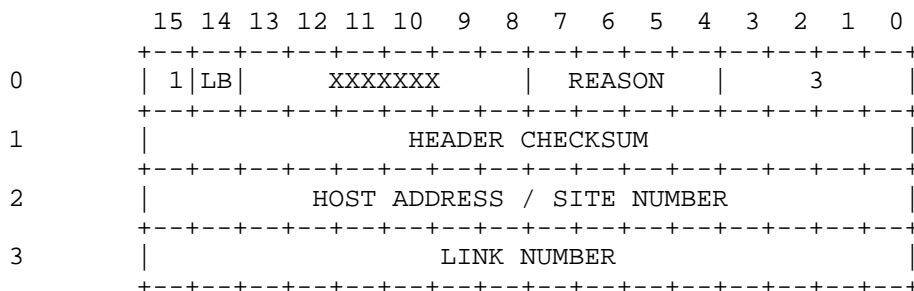 15 14 13 12 11 10 9 8 7 6 5 4 3 2 1 0
+--+--+--+--+--+--+--+--+--+--+--+--+--+--+--+--+
0 | 1|LB| XXXXXXX | REASON | 3 |
+--+--+--+--+--+--+--+--+--+--+--+--+--+--+--+--+
1 | HEADER CHECKSUM |
+--+--+--+--+--+--+--+--+--+--+--+--+--+--+--+--+
2 | HOST ADDRESS / SITE NUMBER |
+--+--+--+--+--+--+--+--+--+--+--+--+--+--+--+--+
3 | LINK NUMBER |
+--+--+--+--+--+--+--+--+--+--+--+--+--+--+--+--+